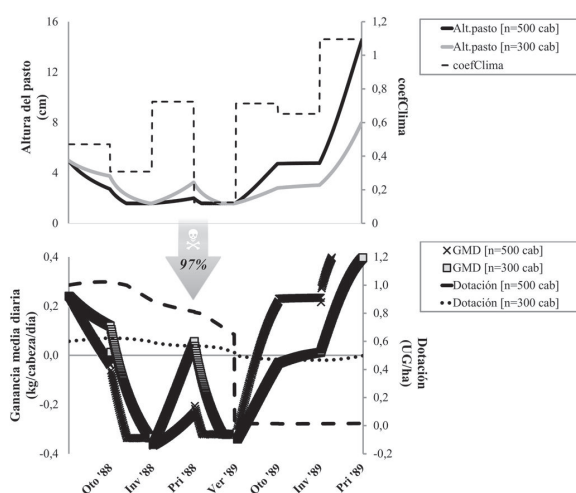 16
12
8
4
0
Altura del pasto
(cm)
1,2
1
0,8
0,6
0,4
0,2
0
coefClima
Alt.pasto [n=500 cab]
Alt.pasto [n=300 cab]
coefClima
97%
0,4
0,2
0,0
-0,2
-0,4
Ganancia media diaria
(kg/cabeza/día)
1,2
1,0
0,8
0,6
0,4
0,2
0,0
-0,2
Dotación
(UG/ha)
GMD [n=500 cab]
GMD [n=300 cab]
Dotación [n=500 cab]
Dotación [n=300 cab]
Oto '88
Inv '88
Pri '88
Ver '89
Oto '89
Inv '89
Pri '89